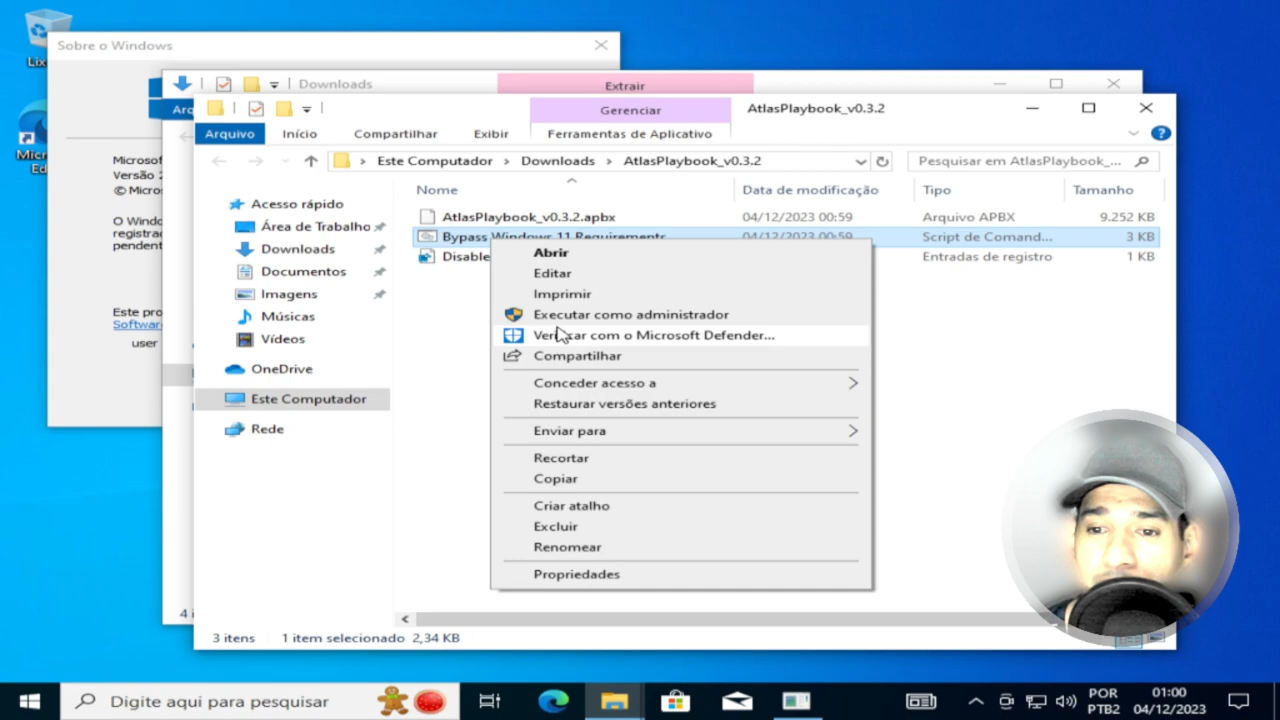 Lix
Micr
Ed
Sobre o Windows
Microsof
Versão 2
© Micros
O Windo
registrac
pendent
Este pro
Softwar
user
Downloads
Extrair
Arq
4 i
Gerenciar
AtlasPlaybook_v0.3.2
Arquivo
Início
Compartilhar
Exibir
Ferramentas de Aplicativo
Este Computador > Downloads > AtlasPlaybook_v0.3.2
Pesquisar em AtlasPlaybook_...
Nome
Data de modificação
Tipo
Tamanho
Acesso rápido
Área de Trabalho
Downloads
Documentos
Imagens
Músicas
Vídeos
OneDrive
Este Computador
Rede
AtlasPlaybook_v0.3.2.apbx 04/12/2023 00:59 Arquivo APBX 9.252 KB
Bypass Windows 11 Requirements 04/12/2023 00:59 Script de Comand... 3 KB
Disable Entradas de registro 1 KB
Abrir
Editar
Imprimir
Executar como administrador
Verificar com o Microsoft Defender...
Compartilhar
Conceder acesso a
Restaurar versões anteriores
Enviar para
Recortar
Copiar
Criar atalho
Excluir
Renomear
Propriedades
3 itens 1 item selecionado 2,34 KB
Digite aqui para pesquisar
POR
PTB2
01:00
04/12/2023